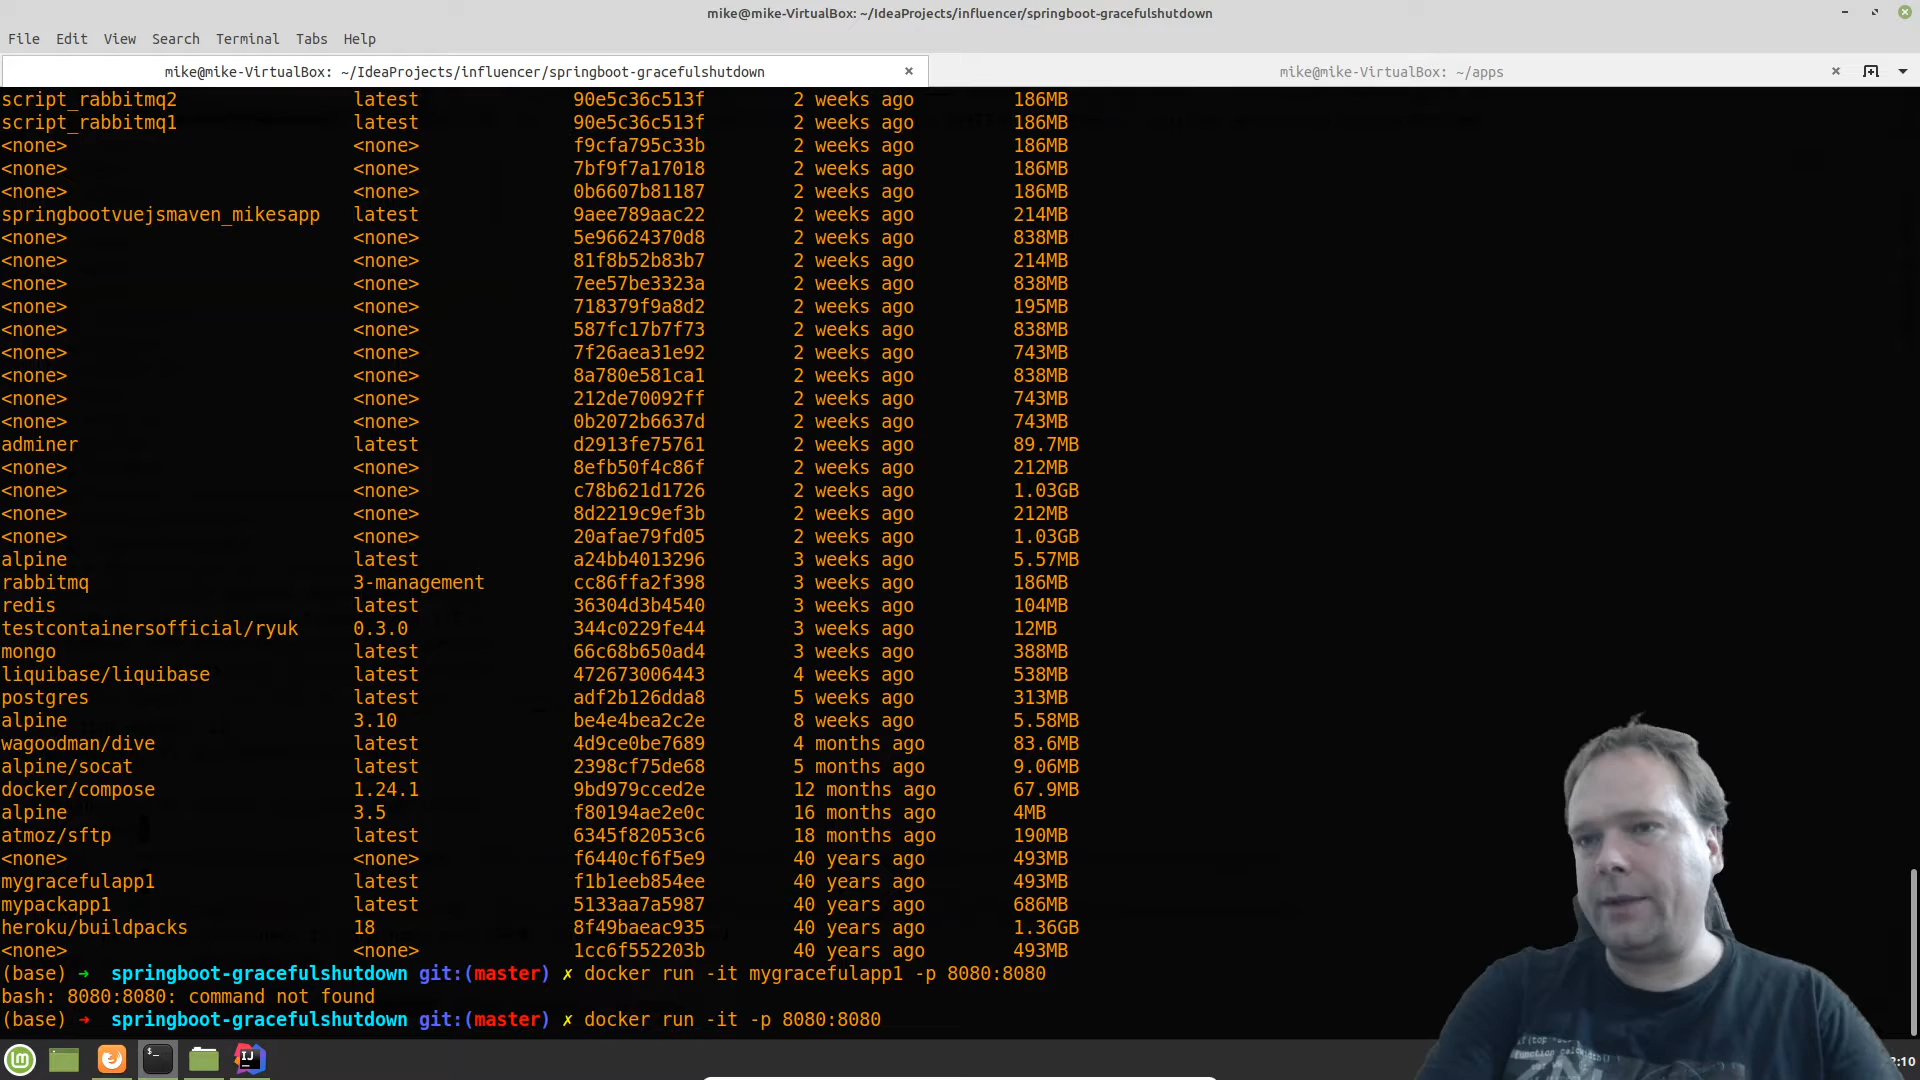 mike@mike-VirtualBox: ~/IdeaProjects/influencer/springboot-gracefulshutdown
File Edit View Search Terminal Tabs Help
mike@mike-VirtualBox: ~/IdeaProjects/influencer/springboot-gracefulshutdown
mike@mike-VirtualBox: ~/apps
script_rabbitmq2 latest 90e5c36c513f 2 weeks ago 186MB
script_rabbitmq1 latest 90e5c36c513f 2 weeks ago 186MB
<none> <none> f9cfa795c33b 2 weeks ago 186MB
<none> <none> 7bf9f7a17018 2 weeks ago 186MB
<none> <none> 0b6607b81187 2 weeks ago 186MB
springbootvuejsmaven_mikesapp latest 9aee789aac22 2 weeks ago 214MB
<none> <none> 5e96624370d8 2 weeks ago 838MB
<none> <none> 81f8b52b83b7 2 weeks ago 214MB
<none> <none> 7ee57be3323a 2 weeks ago 838MB
<none> <none> 718379f9a8d2 2 weeks ago 195MB
<none> <none> 587fc17b7f73 2 weeks ago 838MB
<none> <none> 7f26aea31e92 2 weeks ago 743MB
<none> <none> 8a780e581ca1 2 weeks ago 838MB
<none> <none> 212de70092ff 2 weeks ago 743MB
<none> <none> 0b2072b6637d 2 weeks ago 743MB
adminer latest d2913fe75761 2 weeks ago 89.7MB
<none> <none> 8efb50f4c86f 2 weeks ago 212MB
<none> <none> c78b621d1726 2 weeks ago 1.03GB
<none> <none> 8d2219c9ef3b 2 weeks ago 212MB
<none> <none> 20afae79fd05 2 weeks ago 1.03GB
alpine latest a24bb4013296 3 weeks ago 5.57MB
rabbitmq 3-management cc86ffa2f398 3 weeks ago 186MB
redis latest 36304d3b4540 3 weeks ago 104MB
testcontainersofficial/ryuk 0.3.0 344c0229fe44 3 weeks ago 12MB
mongo latest 66c68b650ad4 3 weeks ago 388MB
liquibase/liquibase latest 472673006443 4 weeks ago 538MB
postgres latest adf2b126dda8 5 weeks ago 313MB
alpine 3.10 be4e4bea2c2e 8 weeks ago 5.58MB
wagoodman/dive latest 4d9ce0be7689 4 months ago 83.6MB
alpine/socat latest 2398cf75de68 5 months ago 9.06MB
docker/compose 1.24.1 9bd979cced2e 12 months ago 67.9MB
alpine 3.5 f80194ae2e0c 16 months ago 4MB
atmoz/sftp latest 6345f82053c6 18 months ago 190MB
<none> <none> f6440cf6f5e9 40 years ago 493MB
mygracefulapp1 latest f1b1eeb854ee 40 years ago 493MB
mypackapp1 latest 5133aa7a5987 40 years ago 686MB
heroku/buildpacks 18 8f49baeac935 40 years ago 1.36GB
<none> <none> 1cc6f552203b 40 years ago 493MB
(base) ➜ springboot-gracefulshutdown git:(master) ✗ docker run -it mygracefulapp1 -p 8080:8080
bash: 8080:8080: command not found
(base) ➜ springboot-gracefulshutdown git:(master) ✗ docker run -it -p 8080:8080